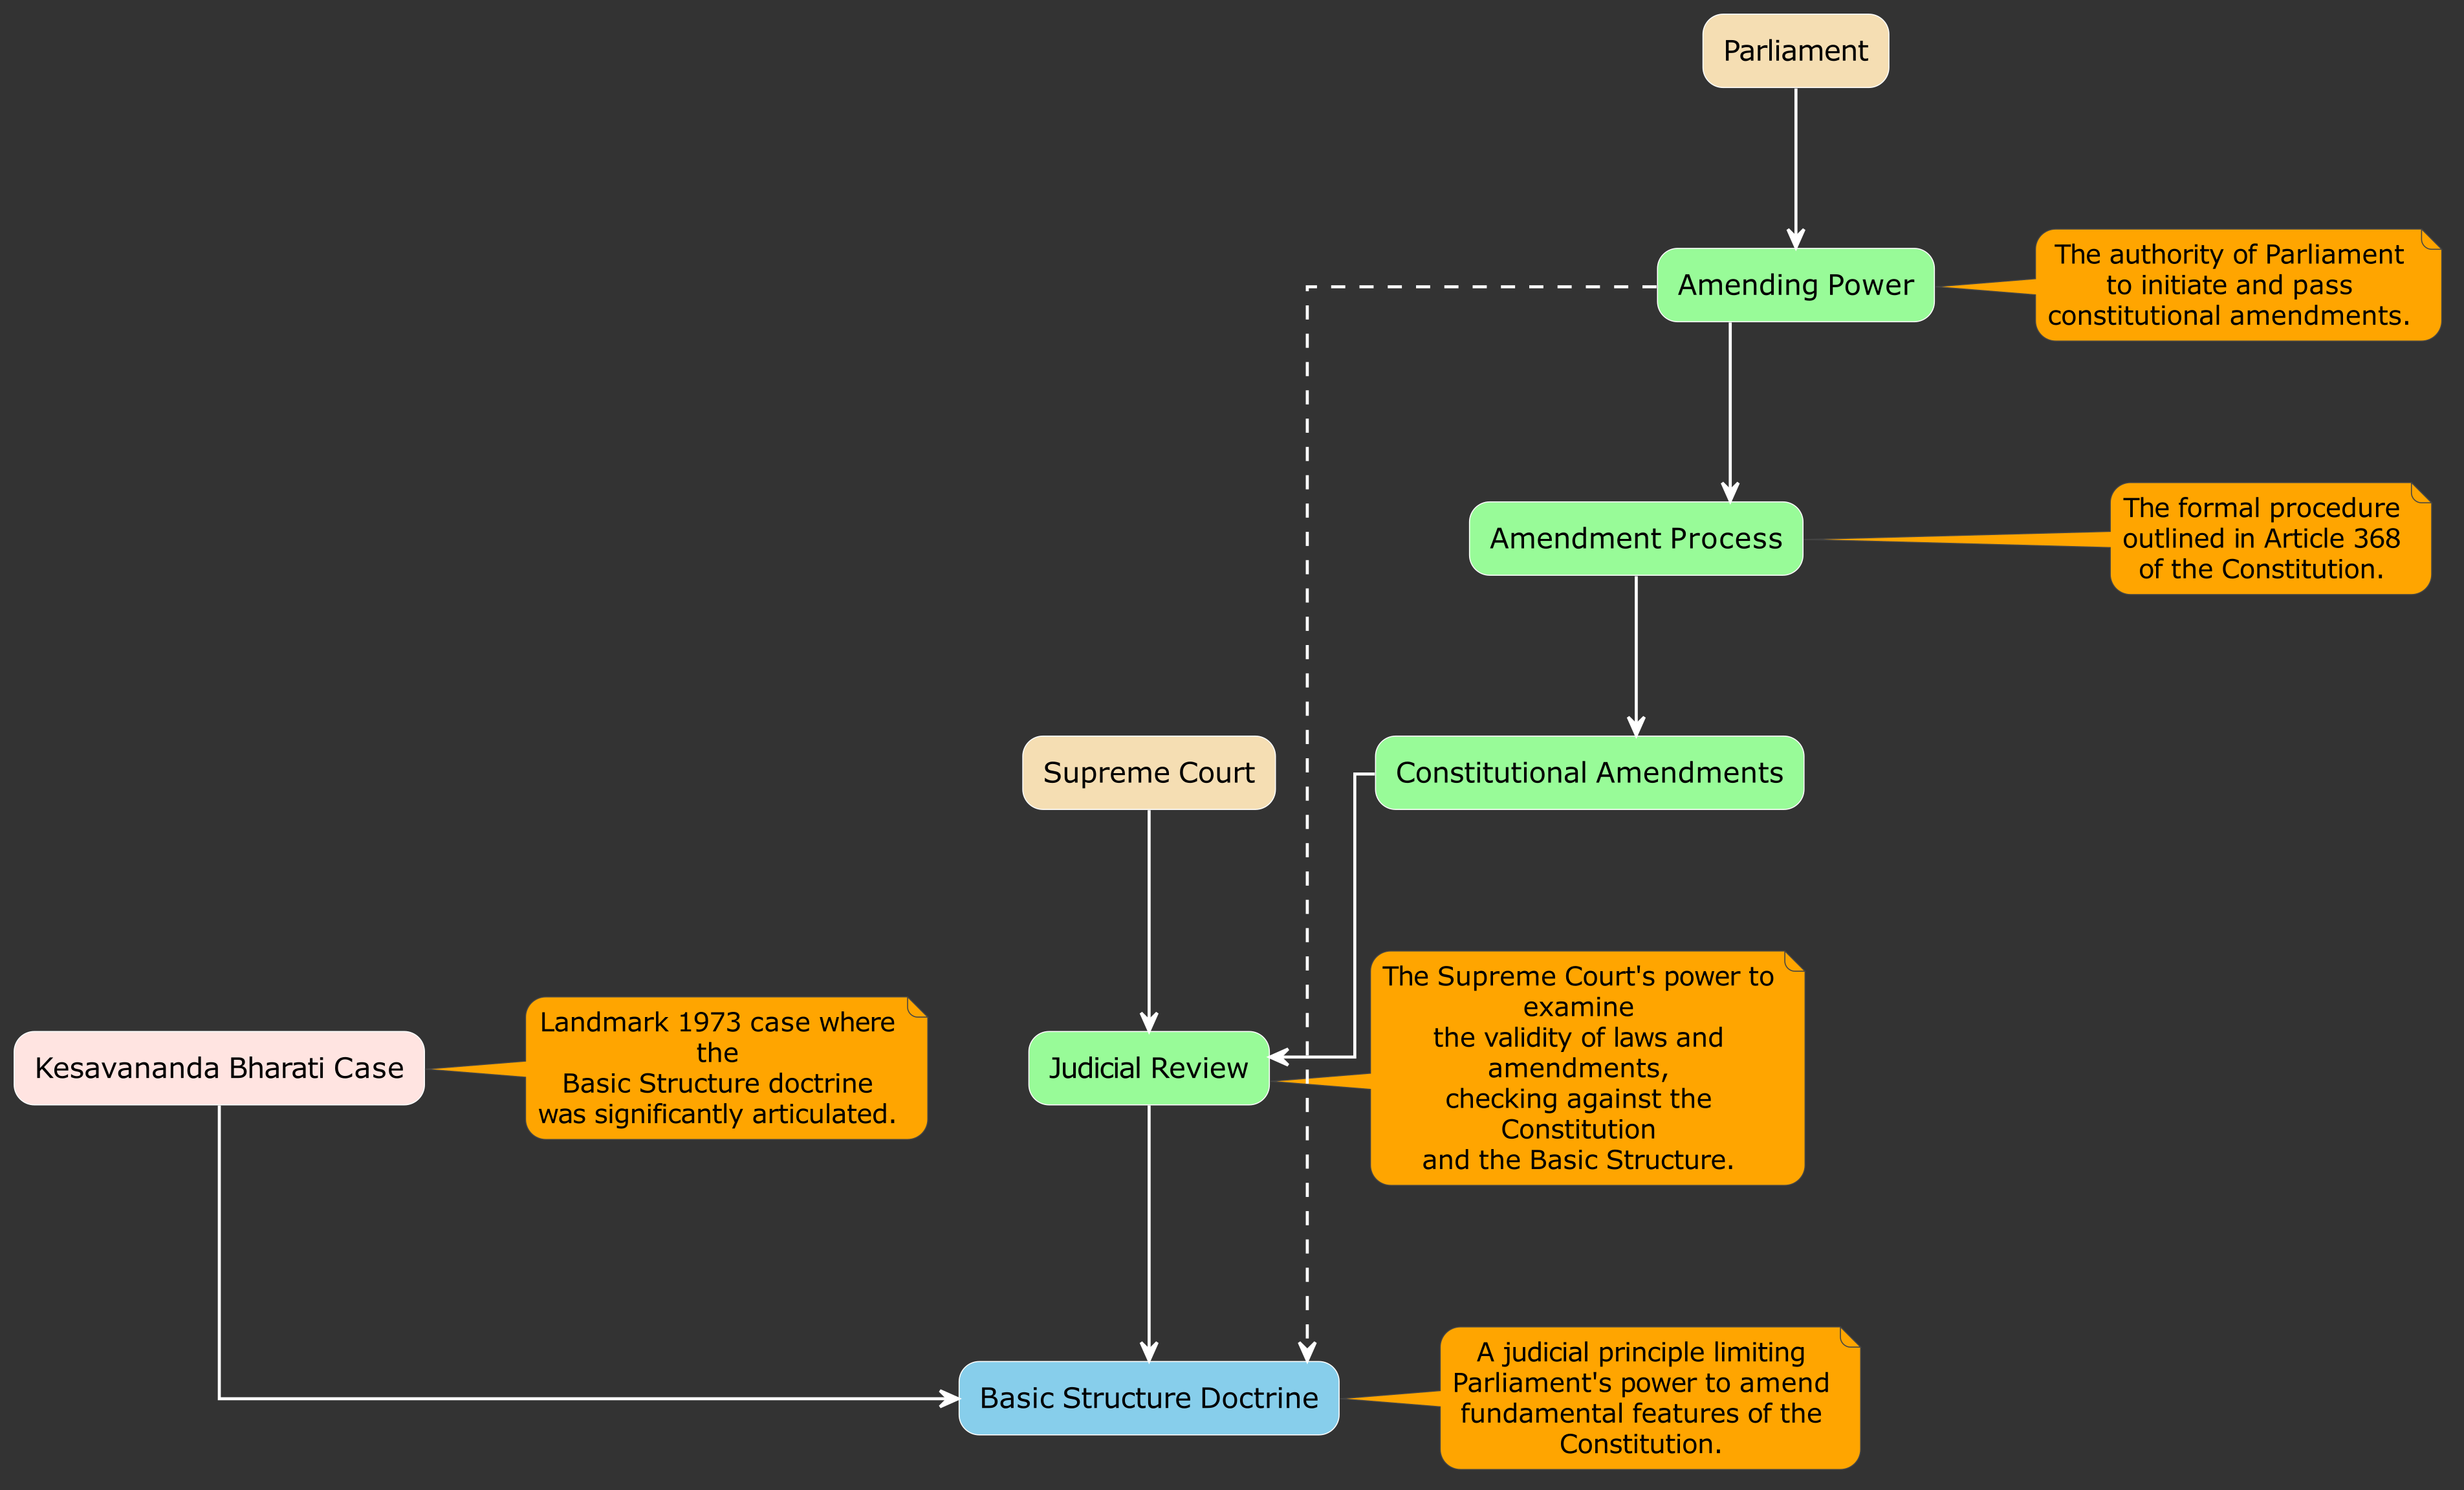 Parliament
Amending Power
The authority of Parliament
to initiate and pass
constitutional amendments.
Amendment Process
The formal procedure
outlined in Article 368
of the Constitution.
Supreme Court
Constitutional Amendments
Kesavananda Bharati Case
Landmark 1973 case where
the
Basic Structure doctrine
was significantly articulated.
Judicial Review
The Supreme Court's power to
examine
the validity of laws and
amendments,
checking against the
Constitution
and the Basic Structure.
Basic Structure Doctrine
A judicial principle limiting
Parliament's power to amend
fundamental features of the
Constitution.